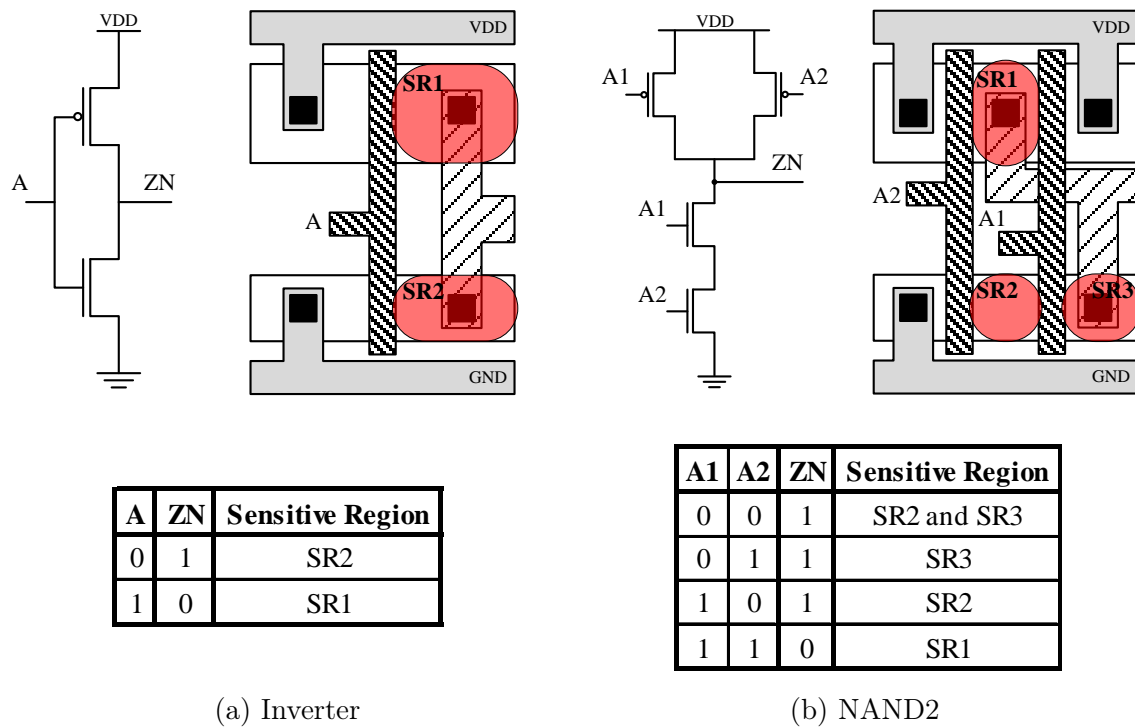 VDD
A
ZN
VDD
SR1
A
SR2
GND
VDD
A1
A2
ZN
A1
A2
VDD
SR1
A2
A1
SR2
SR3
GND
A ZN Sensitive Region
0 1 SR2
1 0 SR1
A1 A2 ZN Sensitive Region
0 0 1 SR2 and SR3
0 1 1 SR3
1 0 1 SR2
1 1 0 SR1
(a) Inverter
(b) NAND2